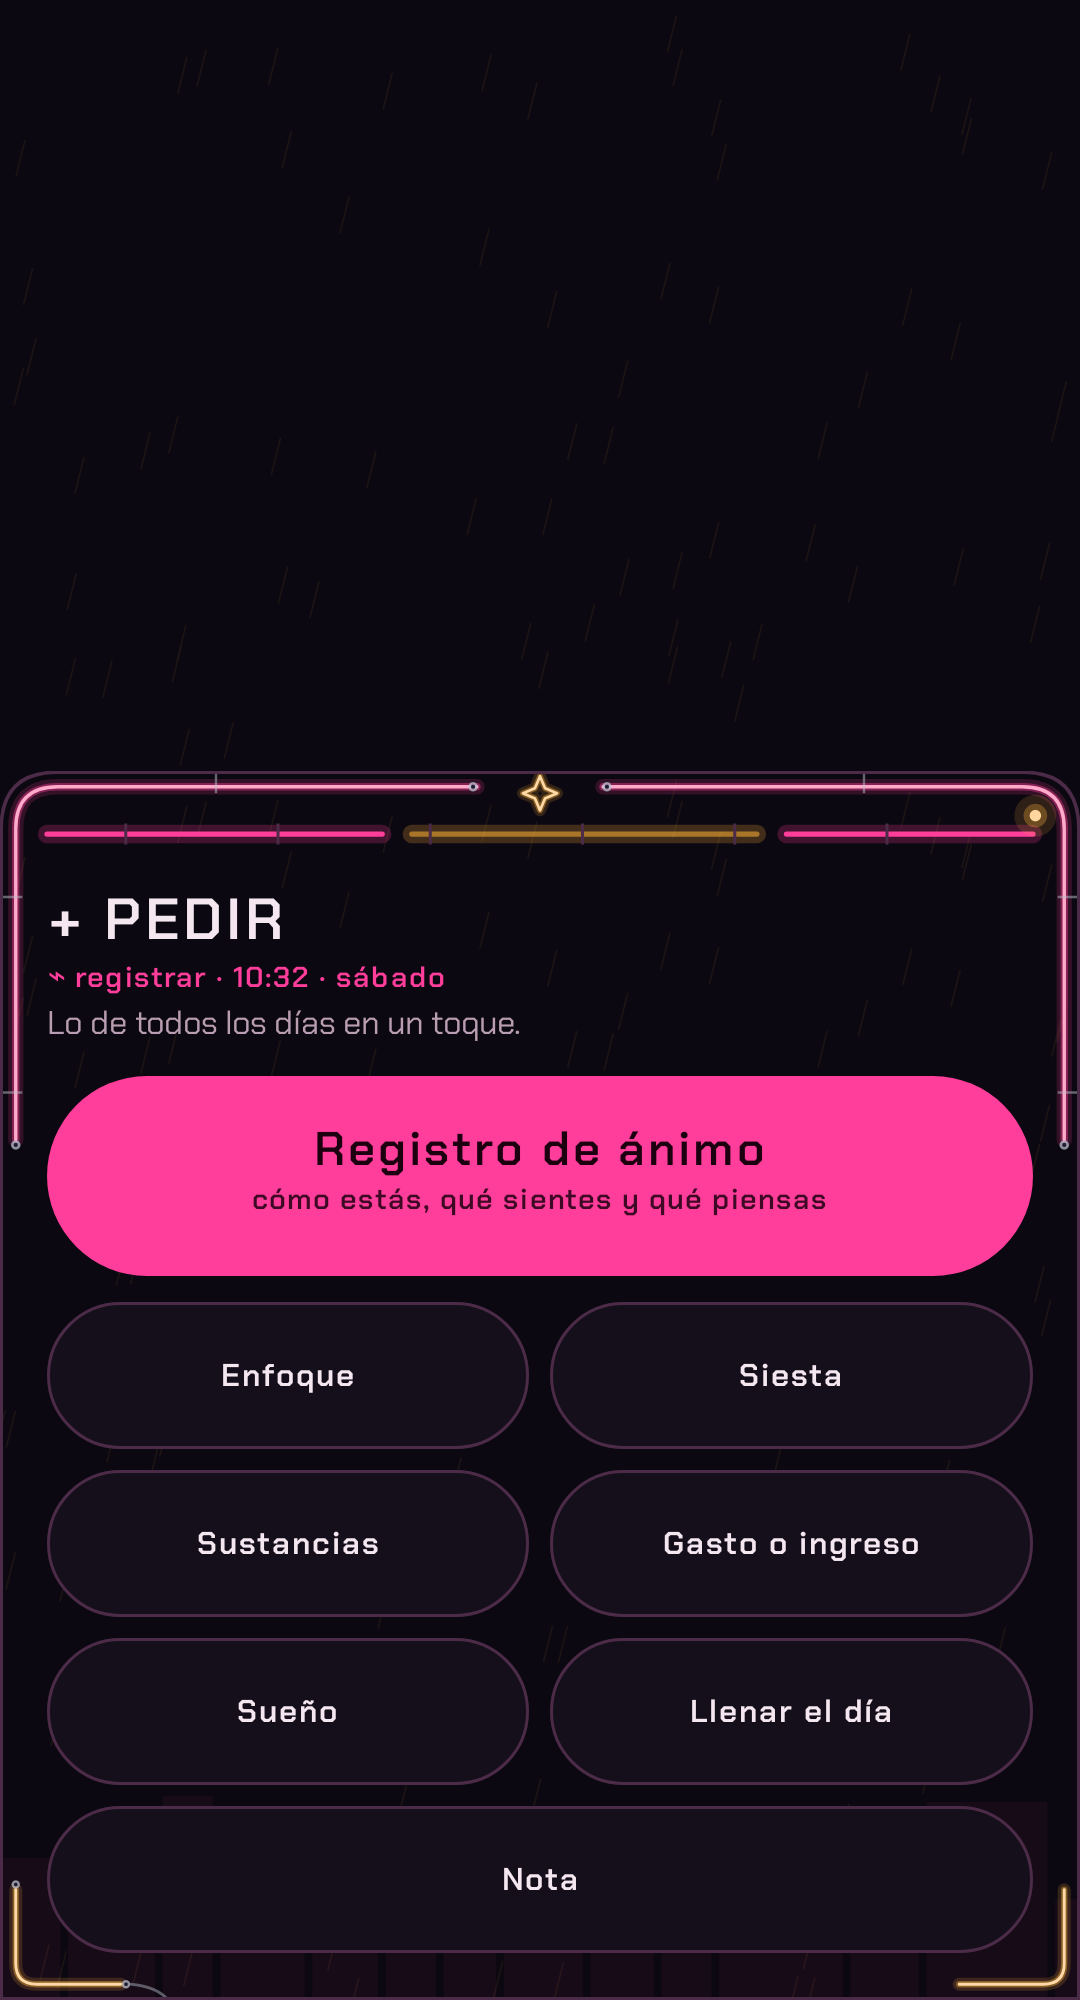 + PEDIR
⌁ registrar · 10:32 · sábado
Lo de todos los días en un toque.
Registro de ánimo
cómo estás, qué sientes y qué piensas
Enfoque
Siesta
Sustancias
Gasto o ingreso
Sueño
Llenar el día
Nota